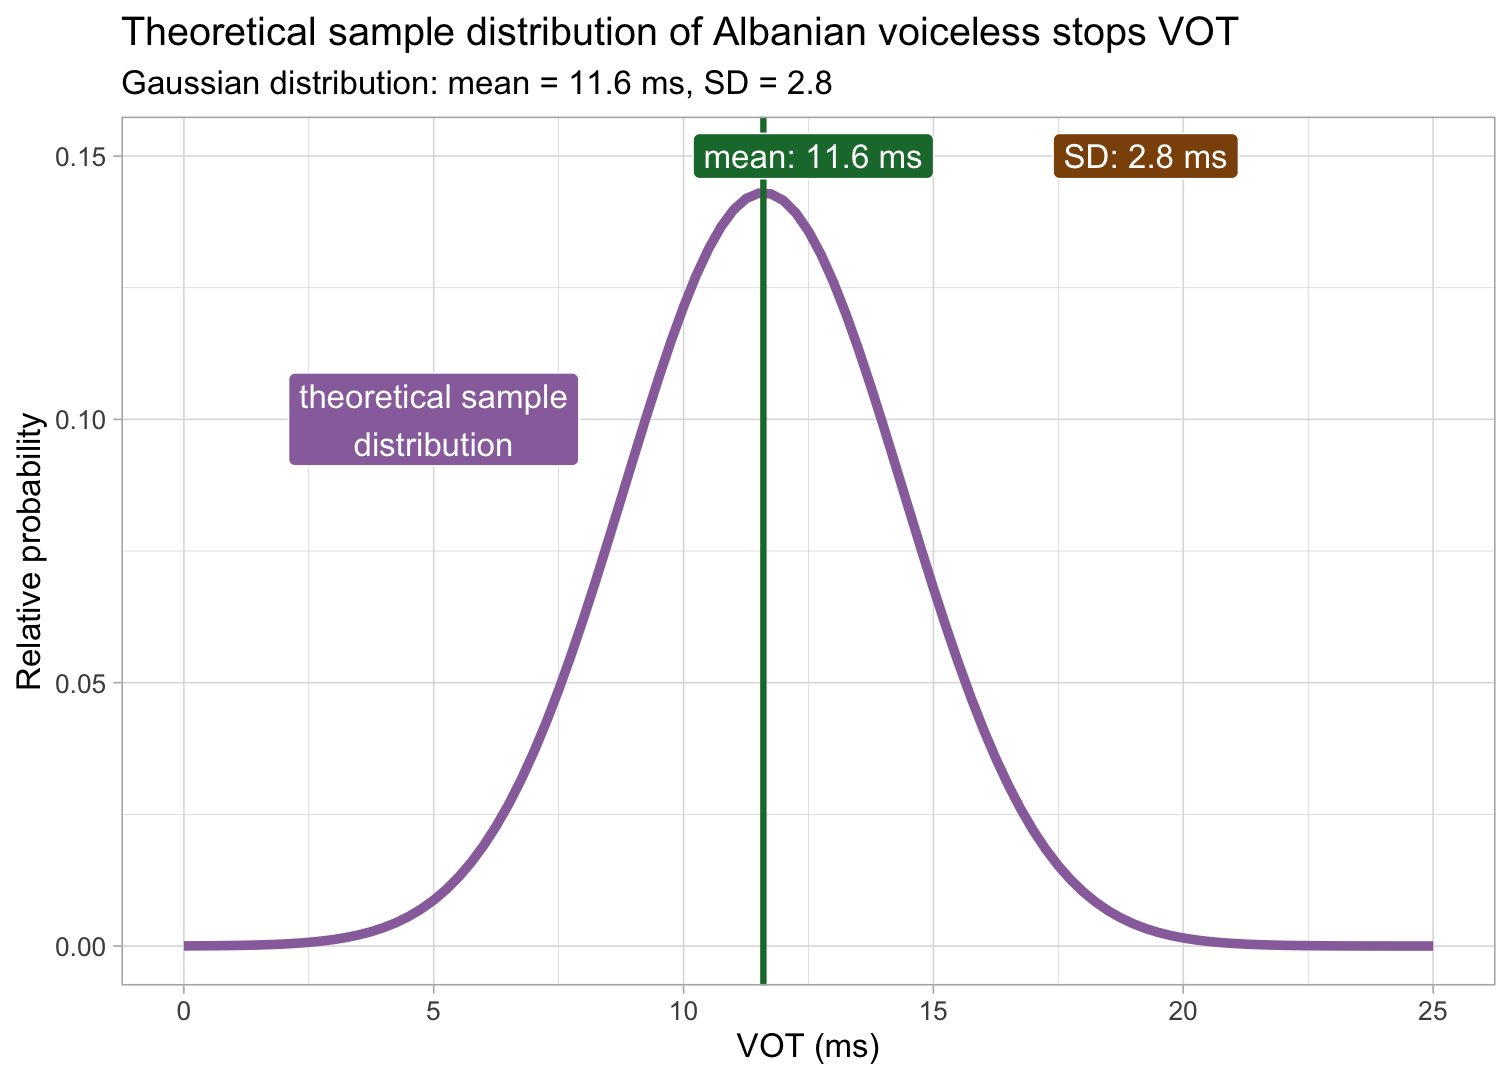 Theoretical sample distribution of Albanian voiceless stops VOT
Gaussian distribution: mean = 11.6 ms, SD = 2.8
mean: 11.6 ms
SD: 2.8 ms
theoretical sample
distribution
Relative probability
0.15
0.10
0.05
0.00
0
5
10
15
20
25
VOT (ms)